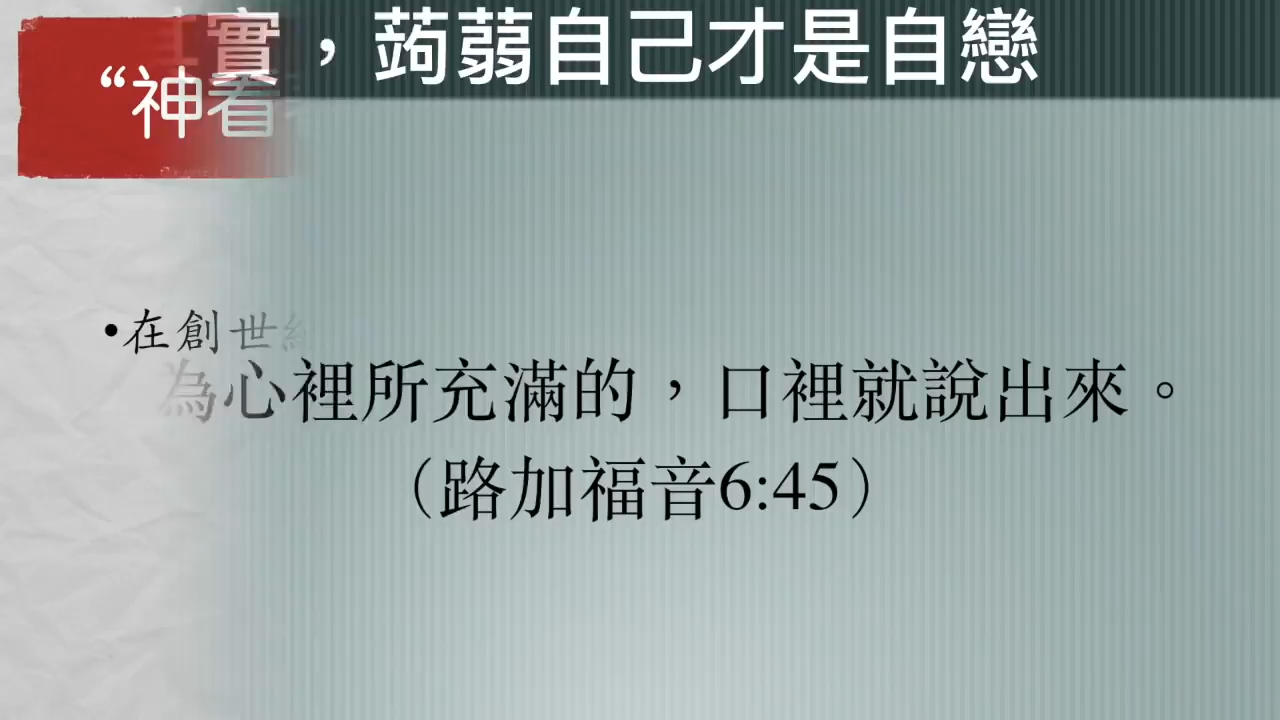 實，蒟蒻自己才是自戀
“神看
•在創世
為心裡所充滿的，口裡就說出來。
（路加福音6:45）